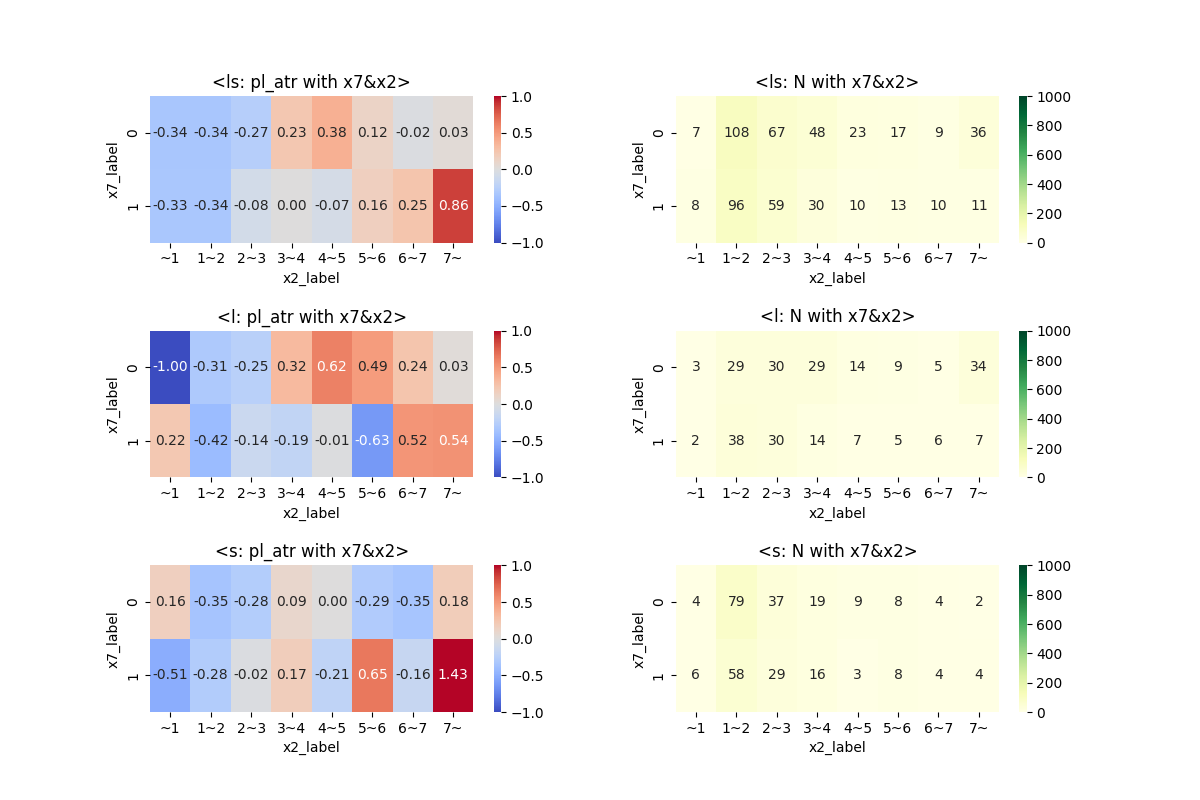 <ls: pl_atr with x7&x2>
x7_label
0 -0.34 -0.34 -0.27 0.23 0.38 0.12 -0.02 0.03
1 -0.33 -0.34 -0.08 0.00 -0.07 0.16 0.25 0.86
~1 1~2 2~3 3~4 4~5 5~6 6~7 7~
x2_label
1.0
0.5
0.0
−0.5
−1.0
<ls: N with x7&x2>
x7_label
0 7 108 67 48 23 17 9 36
1 8 96 59 30 10 13 10 11
~1 1~2 2~3 3~4 4~5 5~6 6~7 7~
x2_label
1000
800
600
400
200
0
<l: pl_atr with x7&x2>
x7_label
0 -1.00 -0.31 -0.25 0.32 0.62 0.49 0.24 0.03
1 0.22 -0.42 -0.14 -0.19 -0.01 -0.63 0.52 0.54
~1 1~2 2~3 3~4 4~5 5~6 6~7 7~
x2_label
1.0
0.5
0.0
−0.5
−1.0
<l: N with x7&x2>
x7_label
0 3 29 30 29 14 9 5 34
1 2 38 30 14 7 5 6 7
~1 1~2 2~3 3~4 4~5 5~6 6~7 7~
x2_label
1000
800
600
400
200
0
<s: pl_atr with x7&x2>
x7_label
0 0.16 -0.35 -0.28 0.09 0.00 -0.29 -0.35 0.18
1 -0.51 -0.28 -0.02 0.17 -0.21 0.65 -0.16 1.43
~1 1~2 2~3 3~4 4~5 5~6 6~7 7~
x2_label
1.0
0.5
0.0
−0.5
−1.0
<s: N with x7&x2>
x7_label
0 4 79 37 19 9 8 4 2
1 6 58 29 16 3 8 4 4
~1 1~2 2~3 3~4 4~5 5~6 6~7 7~
x2_label
1000
800
600
400
200
0